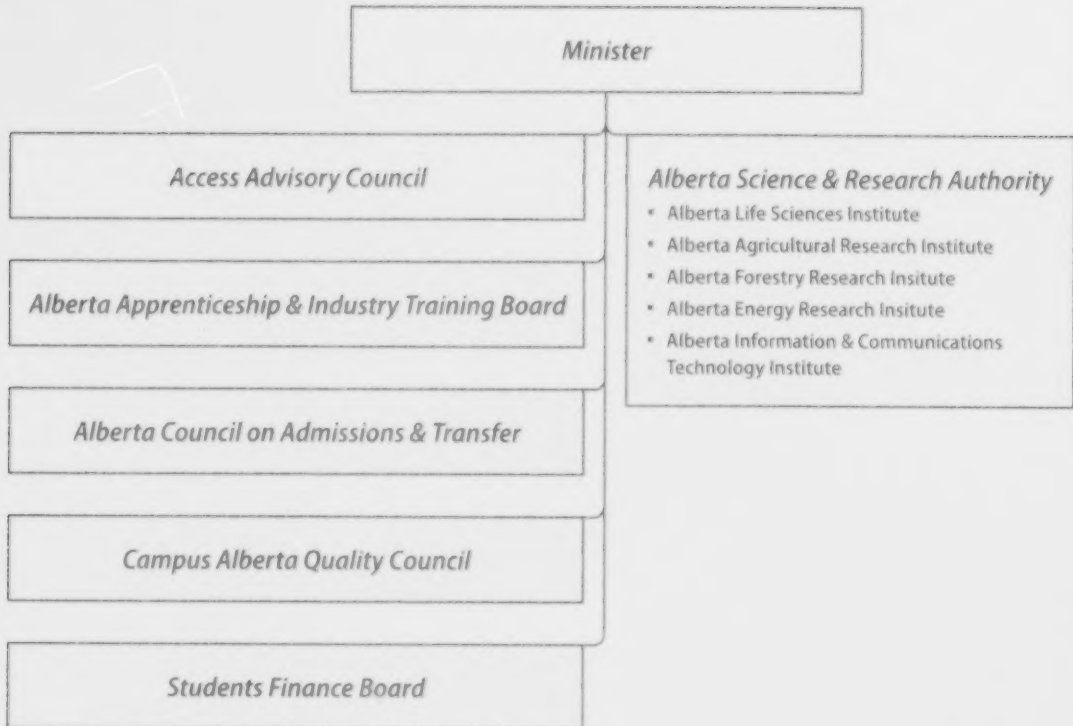 Minister
Access Advisory Council
Alberta Apprenticeship & Industry Training Board
Alberta Council on Admissions & Transfer
Campus Alberta Quality Council
Students Finance Board
Alberta Science & Research Authority
• Alberta Life Sciences Institute
• Alberta Agricultural Research Institute
• Alberta Forestry Research Insitute
• Alberta Energy Research Insitute
• Alberta Information & Communications
Technology Institute